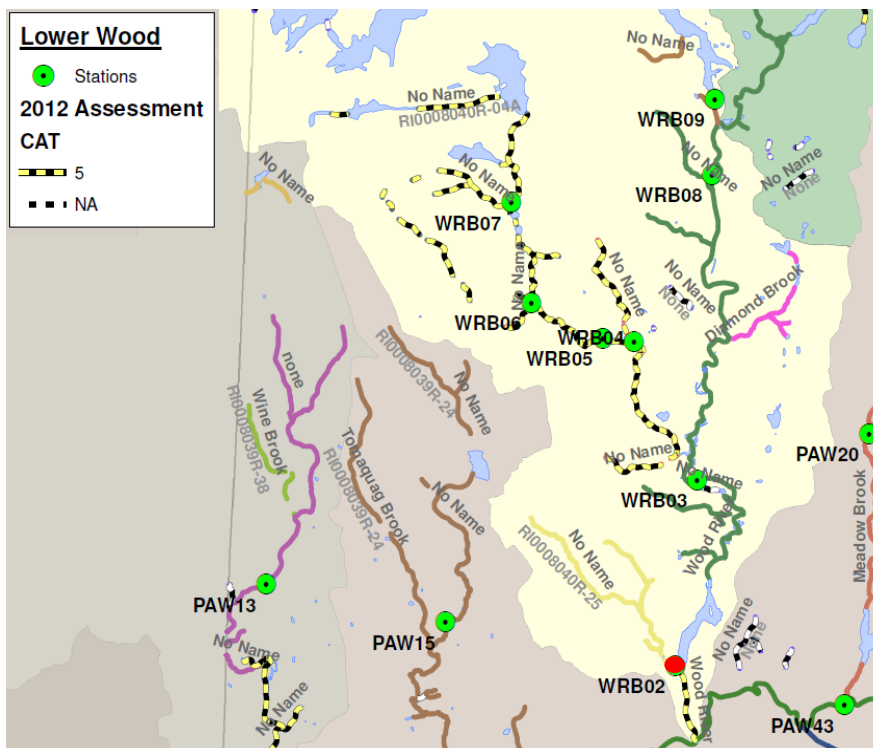 Lower Wood
Stations
2012 Assessment
CAT
5
NA
No Name
No Name
RI0008040R-04A
WRB09
No Name
No Name
No Name
No Name
None
WRB08
WRB07
No Name
No Name
No Name
None
Diamond Brook
WRB06
WRB04
WRB05
none
RI0008039R-24
No Name
Wine Brook
RI0008039R-38
Tomaquag Brook
RI0008039R-24
No Name
No Name
No Name
WRB03
PAW20
Wood River
Meadow Brook
No Name
RI0008040R-25
PAW13
PAW15
No Name
None
No Name
WRB02
Wood River
No Name
PAW43